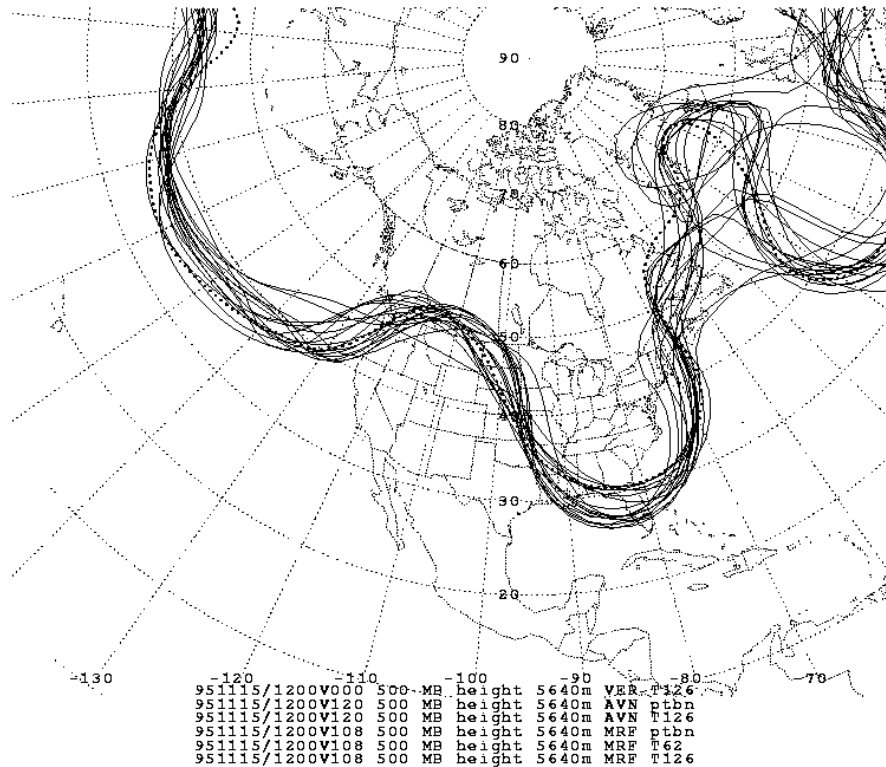 90
80
70
60
50
40
30
20
-130 -120 -110 -100 -90 -80 70
951115/1200V000 500 MB height 5640m VER T126
951115/1200V120 500 MB height 5640m AVN ptbn
951115/1200V120 500 MB height 5640m AVN T126
951115/1200V108 500 MB height 5640m MRF ptbn
951115/1200V108 500 MB height 5640m MRF T62
951115/1200V108 500 MB height 5640m MRF T126